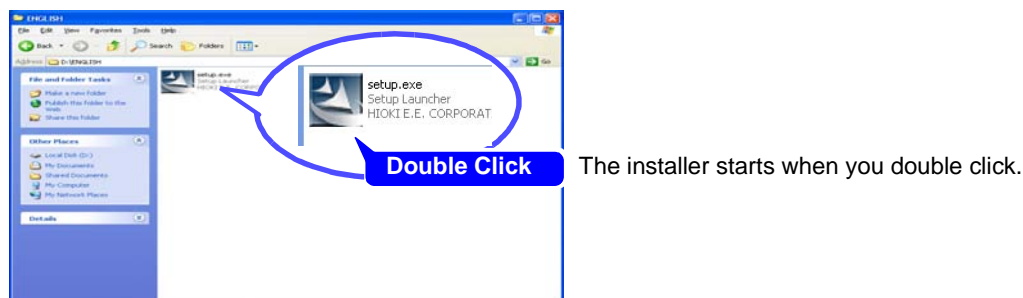 ENGLISH
File Edit View Favorites Tools Help
Back Search Folders
Address D:\ENGLISH Go
File and Folder Tasks
Make a new folder
Publish this folder to the
Web
Share this folder
Other Places
Local Disk (D:)
My Documents
Shared Documents
My Computer
My Network Places
Details
setup.exe
Setup Launcher
HIOKI E.E. CORPOR
setup.exe
Setup Launcher
HIOKI E.E. CORPORAT
Double Click
The installer starts when you double click.